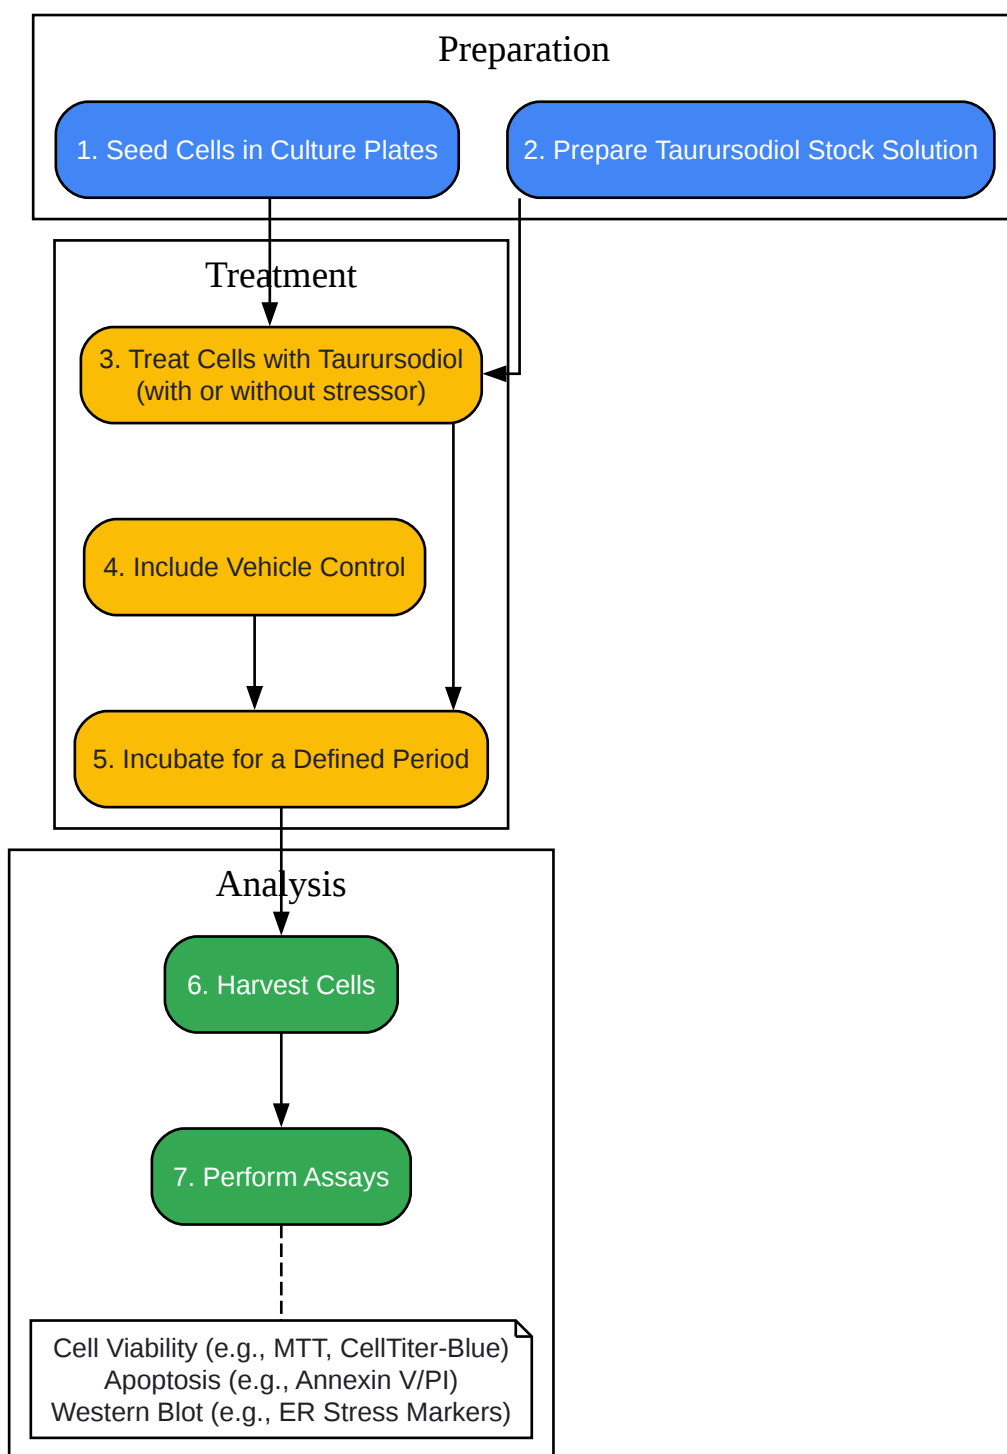 Preparation
1. Seed Cells in Culture Plates
2. Prepare Taurursodiol Stock Solution
Treatment
3. Treat Cells with Taurursodiol
(with or without stressor)
4. Include Vehicle Control
5. Incubate for a Defined Period
Analysis
6. Harvest Cells
7. Perform Assays
Cell Viability (e.g., MTT, CellTiter-Blue)
Apoptosis (e.g., Annexin V/PI)
Western Blot (e.g., ER Stress Markers)